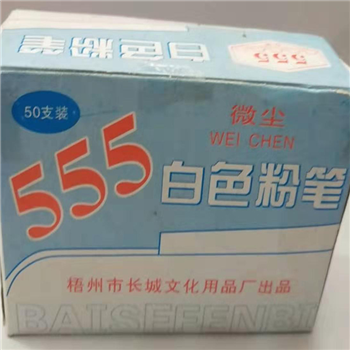 白色粉笔
555
50支装
微尘
WEI CHEN
555
白色粉笔
梧州市长城文化用品厂出品
BAISEFENBI